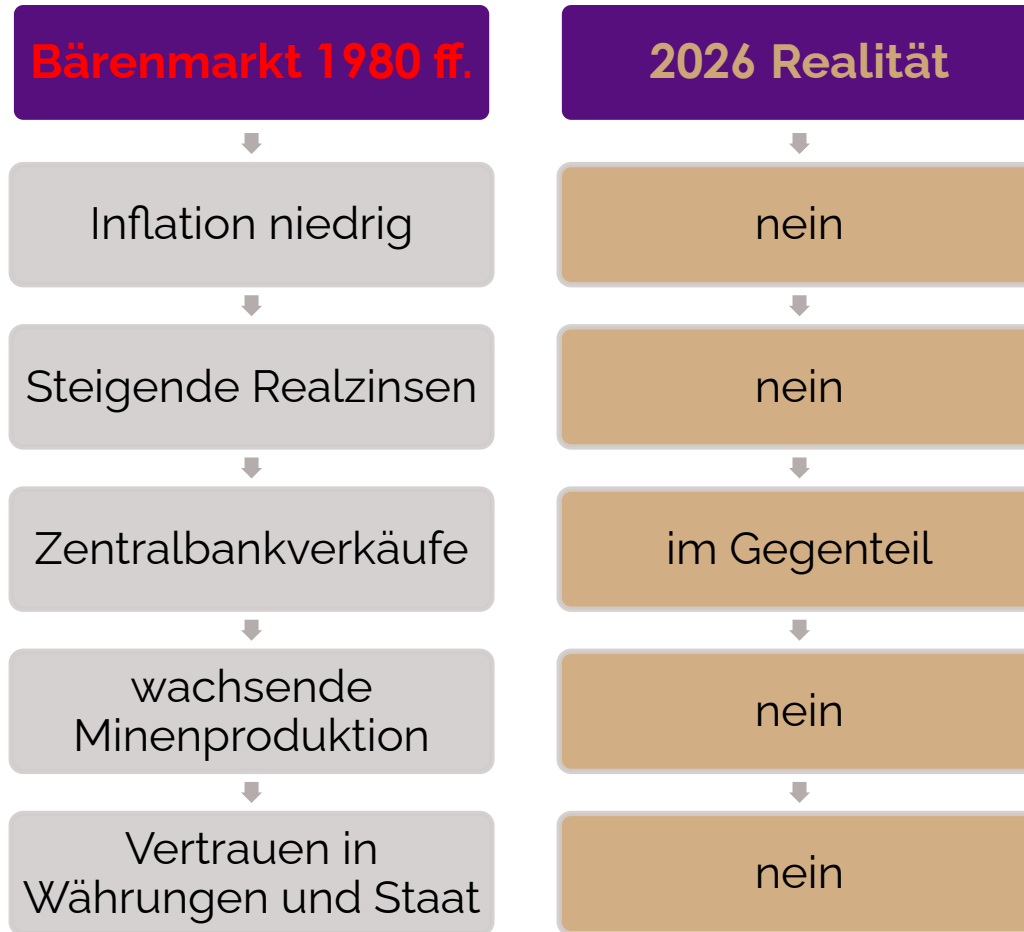 Bärenmarkt 1980 ff.
2026 Realität
Inflation niedrig
nein
Steigende Realzinsen
nein
Zentralbankverkäufe
im Gegenteil
wachsende
Minenproduktion
nein
Vertrauen in
Währungen und Staat
nein